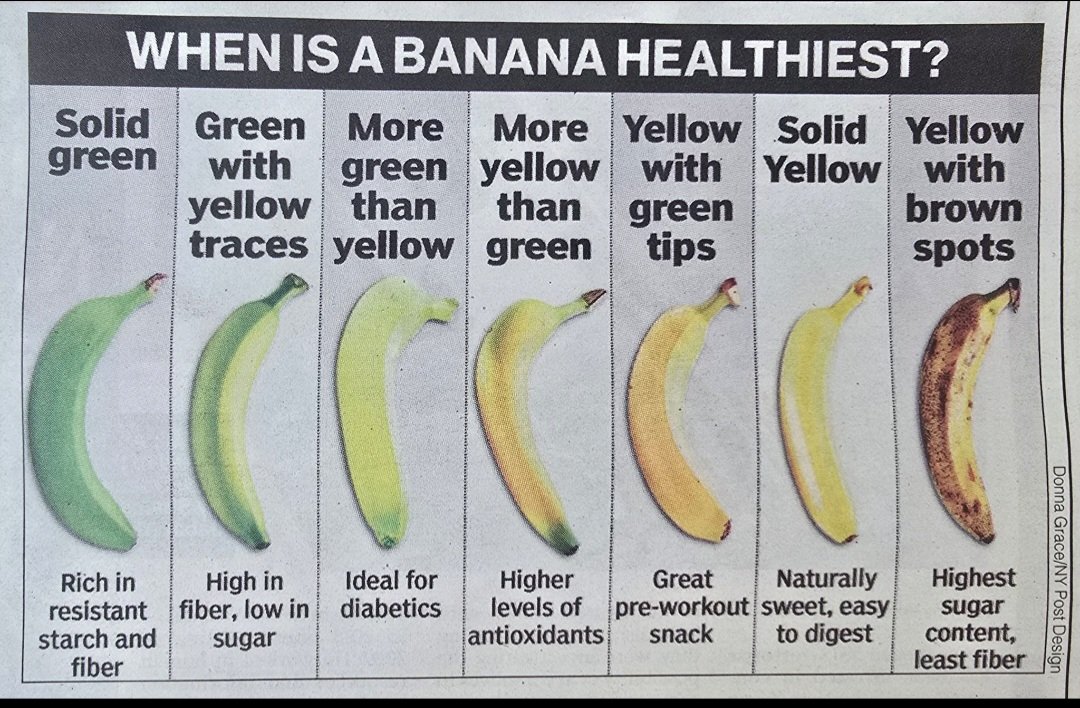 WHEN IS A BANANA HEALTHIEST?
Solid
green
Green
with
yellow
traces
More
green
than
yellow
More
yellow
than
green
Yellow
with
green
tips
Solid
Yellow
Yellow
with
brown
spots
Rich in
resistant
starch and
fiber
High in
fiber, low in
sugar
Ideal for
diabetics
Higher
levels of
antioxidants
Great
pre-workout
snack
Naturally
sweet, easy
to digest
Highest
sugar
content,
least fiber
Donna Grace/NY Post Design